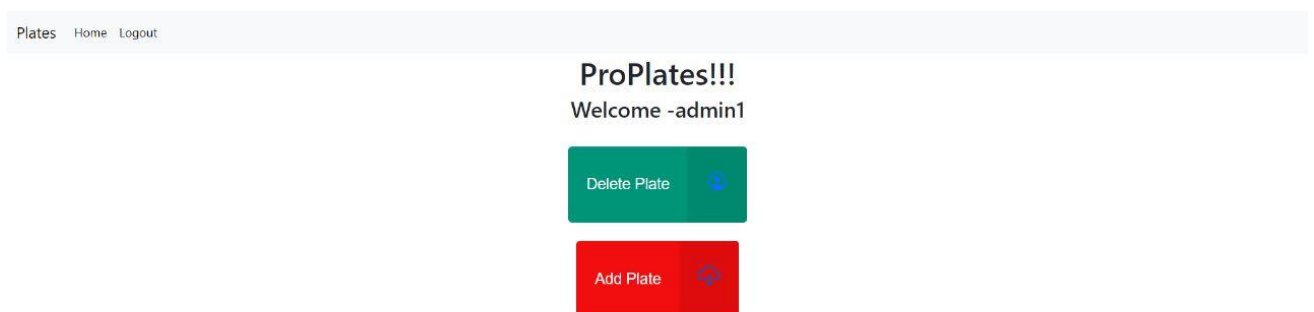 Plates Home Logout
ProPlates!!!
Welcome -admin1
Delete Plate
Add Plate